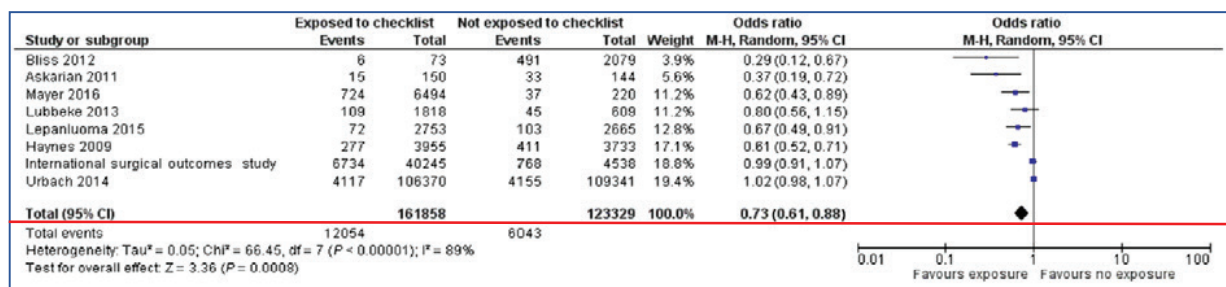 Exposed to checklist Not exposed to checklist Odds ratio Odds ratio
Study or subgroup Events Total Events Total Weight M-H, Random, 95% CI M-H, Random, 95% CI
Bliss 2012 6 73 491 2079 3.9% 0.29 (0.12, 0.67)
Askarian 2011 15 150 33 144 5.6% 0.37 (0.19, 0.72)
Mayer 2016 724 6494 37 220 11.2% 0.62 (0.43, 0.89)
Lubbeke 2013 109 1818 45 609 11.2% 0.80 (0.56, 1.15)
Lepanluoma 2015 72 2753 103 2665 12.8% 0.67 (0.49, 0.91)
Haynes 2009 277 3955 411 3733 17.1% 0.61 (0.52, 0.71)
International surgical outcomes study 6734 40245 768 4538 18.8% 0.99 (0.91, 1.07)
Urbach 2014 4117 106370 4155 109341 19.4% 1.02 (0.98, 1.07)
Total (95% CI) 161858 123329 100.0% 0.73 (0.61, 0.88)
Total events 12054 6043
Heterogeneity: Tau² = 0.05; Chi² = 66.45, df = 7 (P < 0.00001); I² = 89%
Test for overall effect: Z = 3.36 (P = 0.0008)
0.01 0.1 1 10 100
Favours exposure Favours no exposure